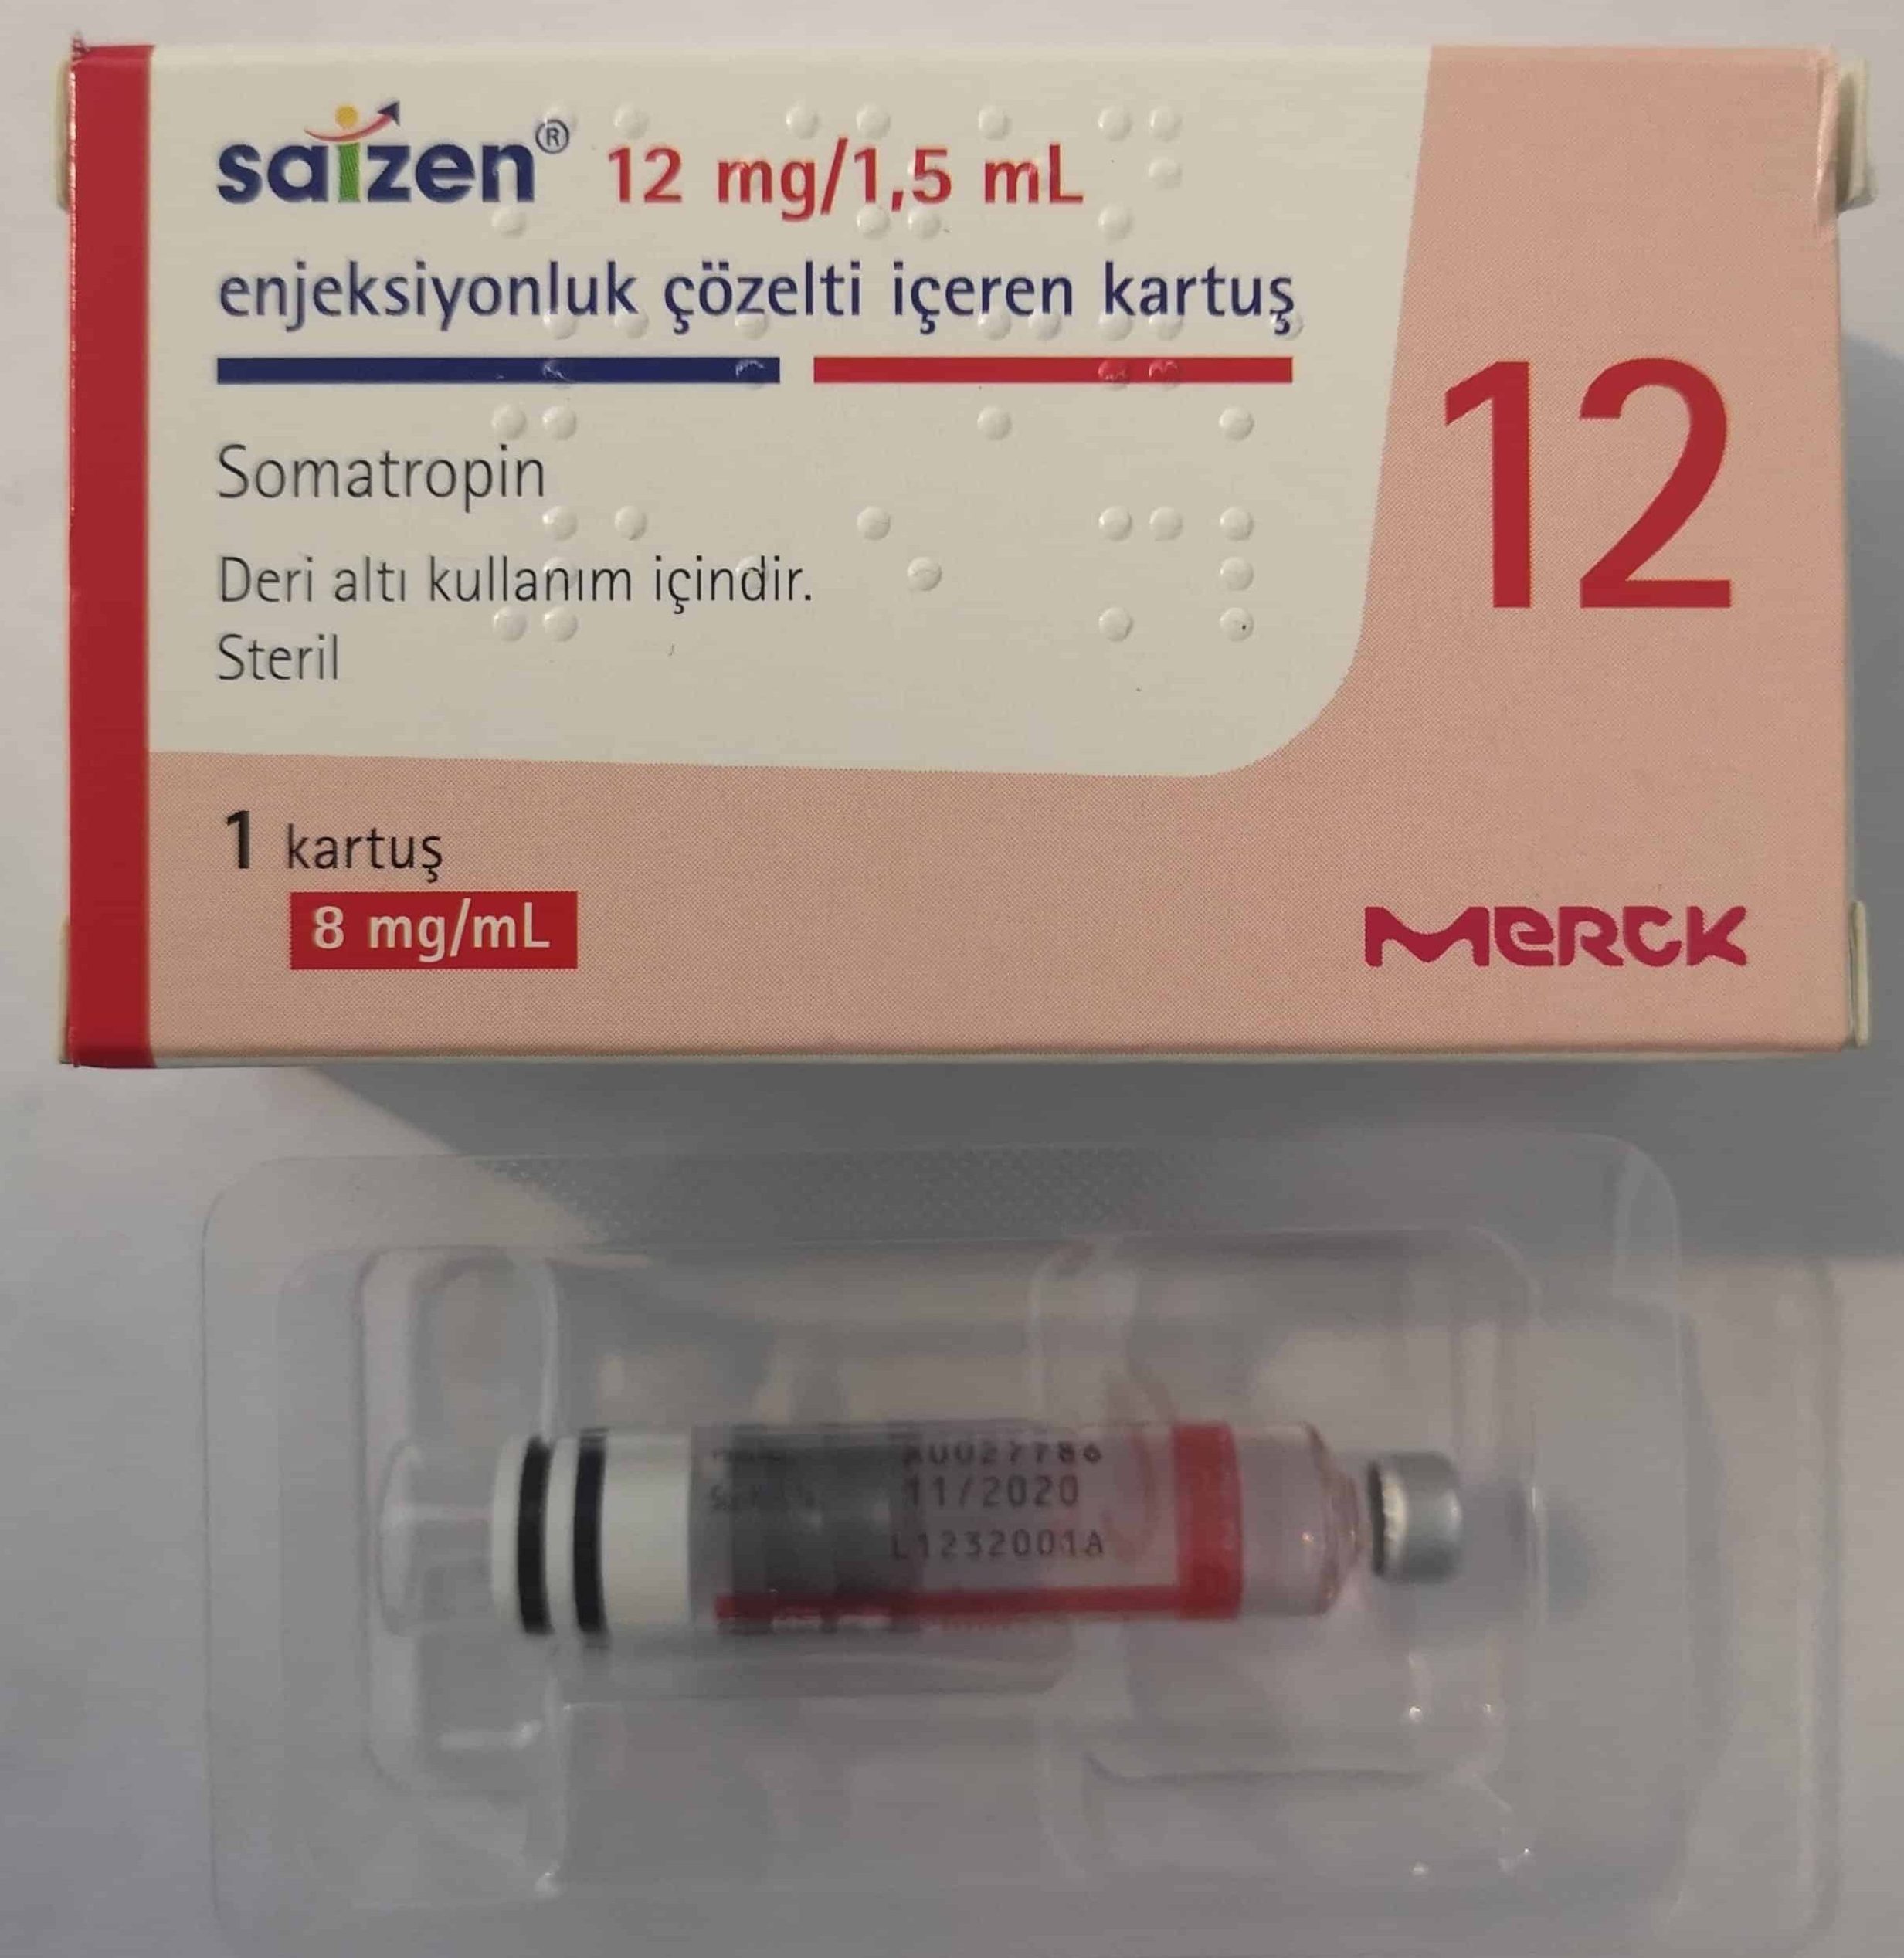 saizen® 12 mg/1,5 mL
enjeksiyonluk çözelti içeren kartuş
12
Somatropin
Deri altı kullanım içindir.
Steril
1 kartuş
8 mg/mL
MERCK
11/2020
L1232001A